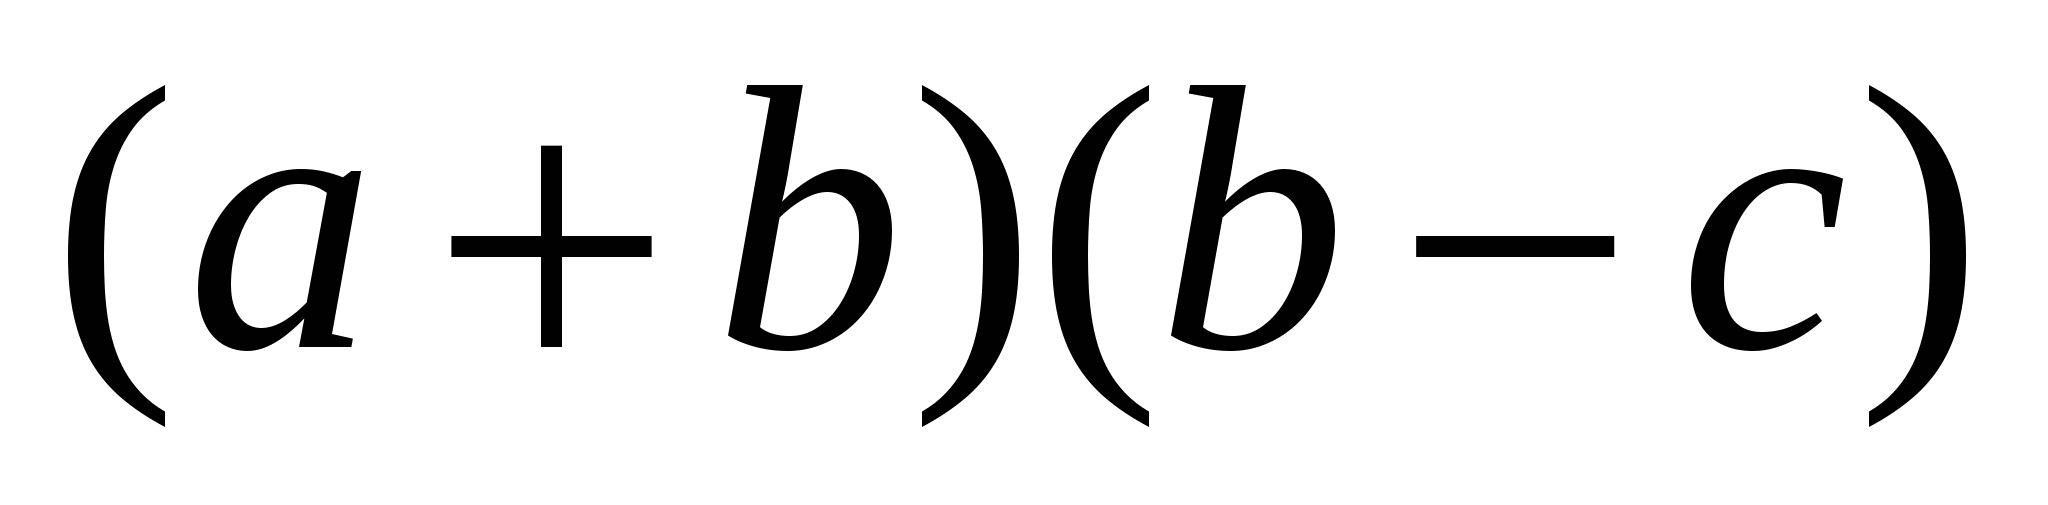 (a + b)(b − c)